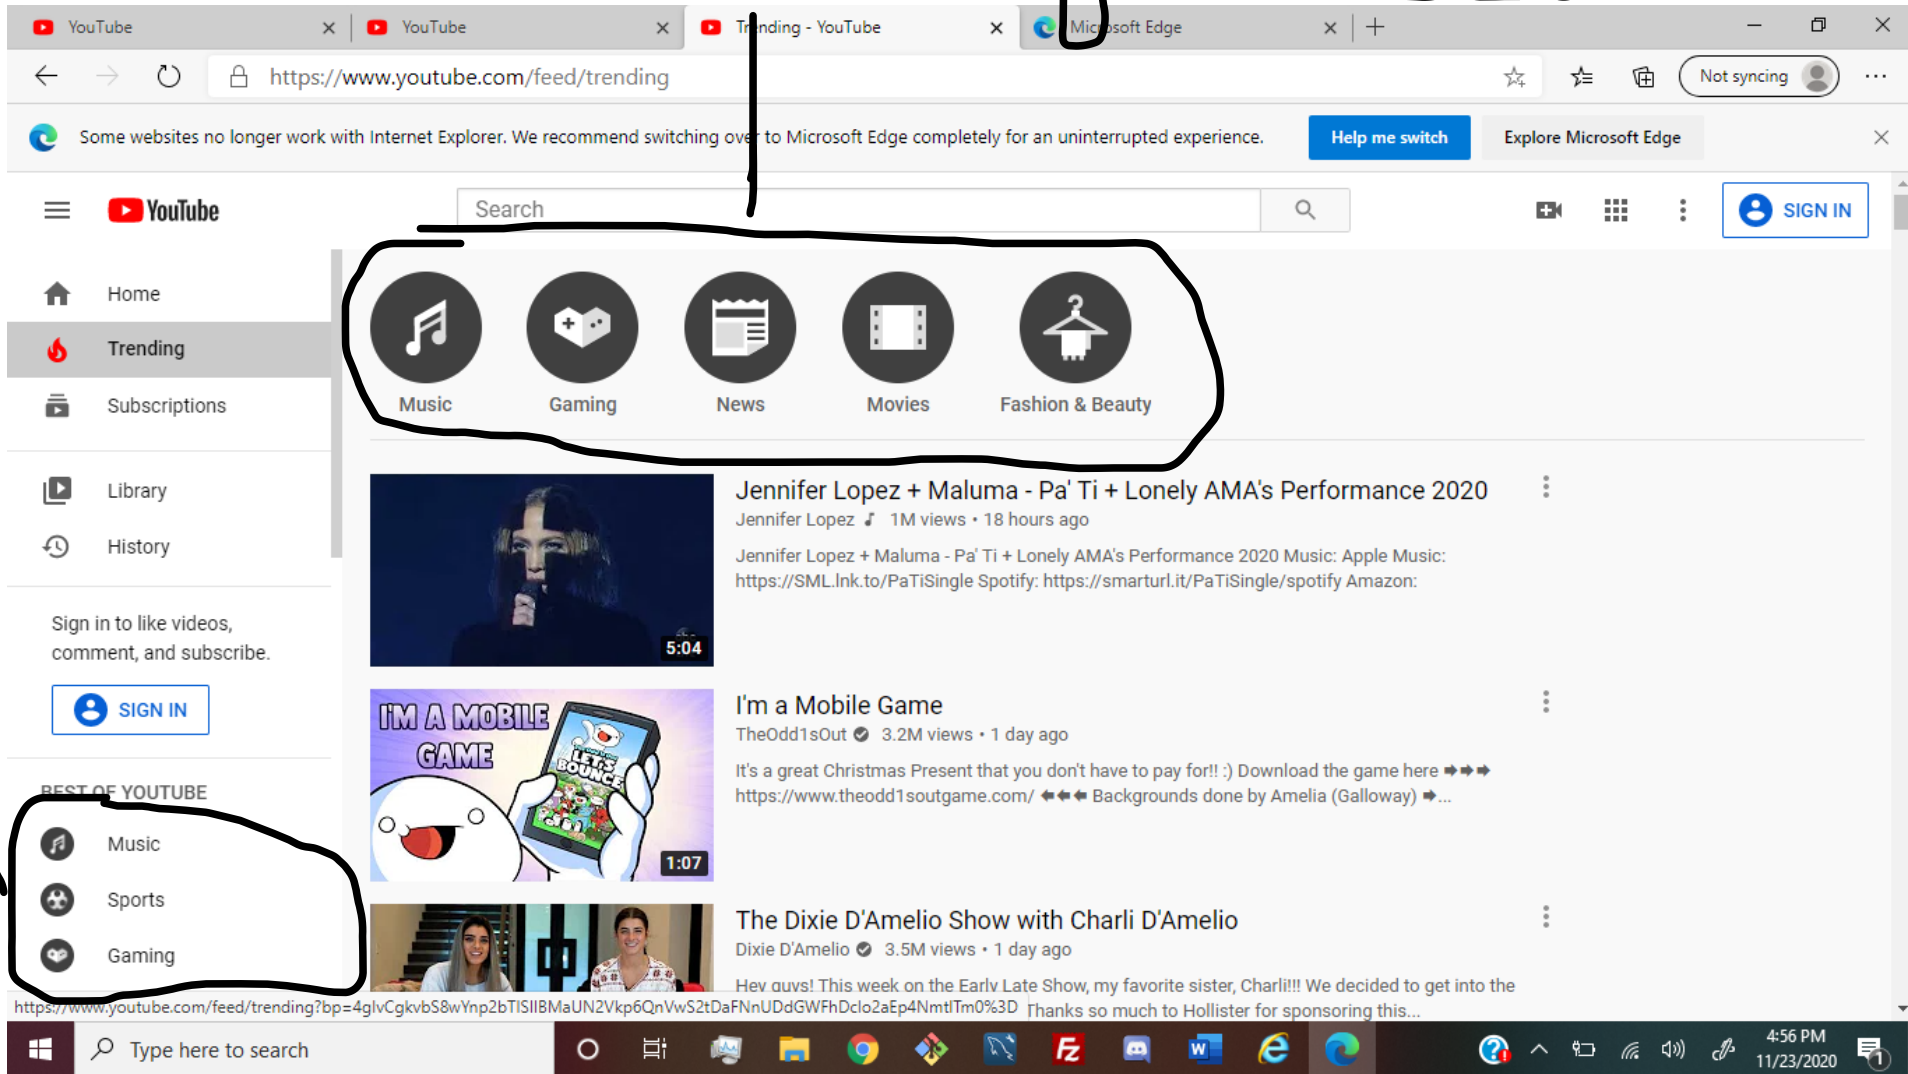 YouTube
YouTube
Trending - YouTube
Microsoft Edge
https://www.youtube.com/feed/trending
Not syncing
Some websites no longer work with Internet Explorer. We recommend switching over to Microsoft Edge completely for an uninterrupted experience.
Help me switch
Explore Microsoft Edge
YouTube
Search
SIGN IN
Home
Trending
Subscriptions
Library
History
Sign in to like videos,
comment, and subscribe.
SIGN IN
BEST OF YOUTUBE
Music
Sports
Gaming
Music
Gaming
News
Movies
Fashion & Beauty
5:04
Jennifer Lopez + Maluma - Pa' Ti + Lonely AMA's Performance 2020
Jennifer Lopez 1M views • 18 hours ago
Jennifer Lopez + Maluma - Pa' Ti + Lonely AMA's Performance 2020 Music: Apple Music:
https://SML.lnk.to/PaTiSingle Spotify: https://smarturl.it/PaTiSingle/spotify Amazon:
I'M A MOBILE
GAME
LET'S
BOUNCE
1:07
I'm a Mobile Game
TheOdd1sOut 3.2M views • 1 day ago
It's a great Christmas Present that you don't have to pay for!! :) Download the game here ➡➡➡
https://www.theodd1soutgame.com/ ⬅⬅⬅ Backgrounds done by Amelia (Galloway) ➡...
The Dixie D'Amelio Show with Charli D'Amelio
Dixie D'Amelio 3.5M views • 1 day ago
Hey guys! This week on the Early Late Show, my favorite sister, Charli!!! We decided to get into the
Thanks so much to Hollister for sponsoring this...
Type here to search
4:56 PM
11/23/2020
1